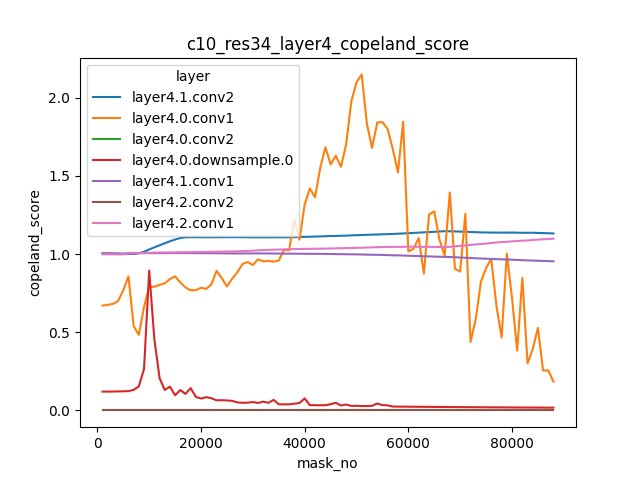 c10_res34_layer4_copeland_score
layer
layer4.1.conv2
layer4.0.conv1
layer4.0.conv2
layer4.0.downsample.0
layer4.1.conv1
layer4.2.conv2
layer4.2.conv1
copeland_score
2.0
1.5
1.0
0.5
0.0
0
20000
40000
60000
80000
mask_no